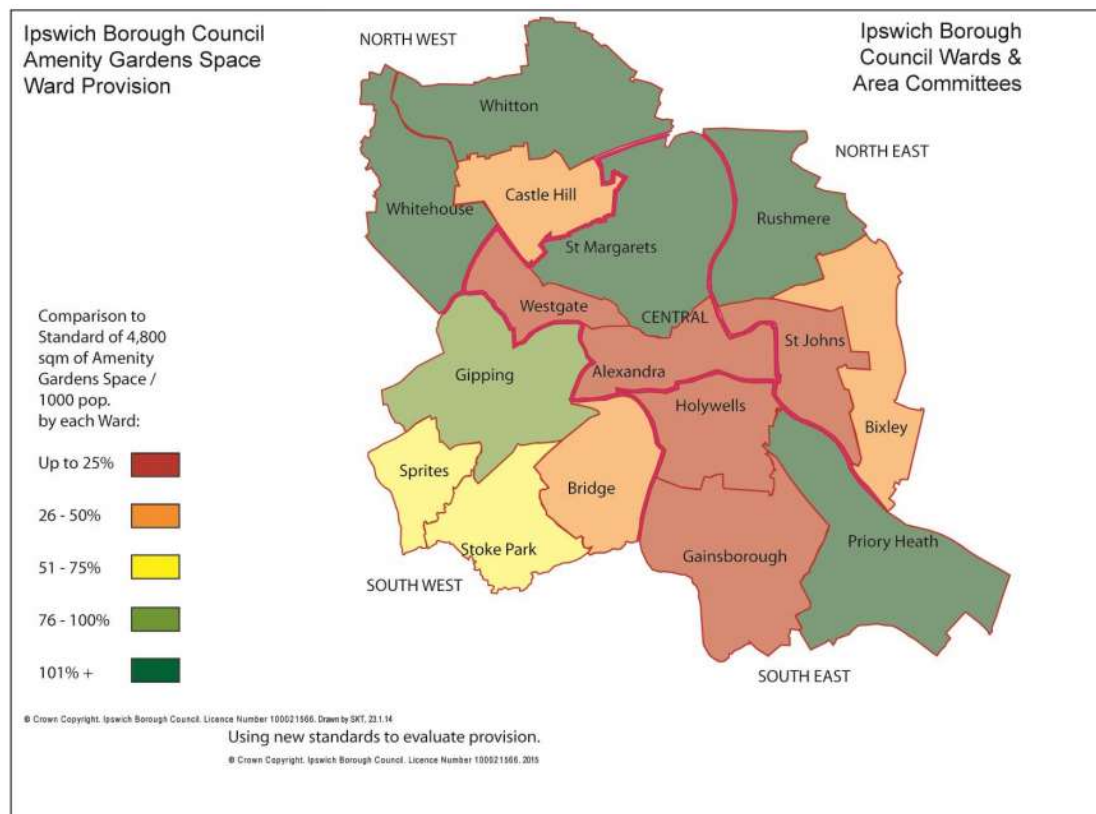 Ipswich Borough Council
Amenity Gardens Space
Ward Provision
Ipswich Borough
Council Wards &
Area Committees
NORTH WEST
Whitton
NORTH EAST
Castle Hill
Whitehouse
Rushmere
St Margarets
Westgate
CENTRAL
St Johns
Gipping
Alexandra
Holywells
Bixley
Sprites
Bridge
Stoke Park
Gainsborough
Priory Heath
SOUTH WEST
SOUTH EAST
Comparison to
Standard of 4,800
sqm of Amenity
Gardens Space /
1000 pop.
by each Ward:
Up to 25%
26 - 50%
51 - 75%
76 - 100%
101% +
© Crown Copyright. Ipswich Borough Council. Licence Number 100021566. Drawn by SKT, 23.1.14
Using new standards to evaluate provision.
© Crown Copyright. Ipswich Borough Council. Licence Number 100021566. 2015